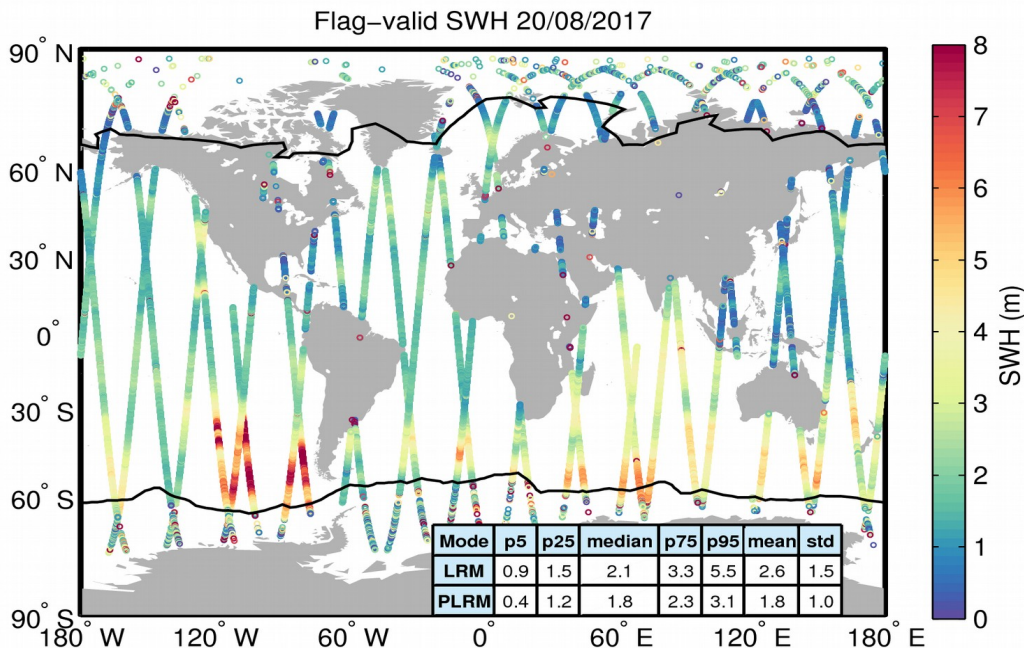 Flag–valid SWH 20/08/2017
90° N
60° N
30° N
0°
30° S
60° S
90° S
180° W
120° W
60° W
0°
60° E
120° E
180° E
8
7
6
5
4
3
2
1
0
SWH (m)
Mode p5 p25 median p75 p95 mean std
LRM 0.9 1.5 2.1 3.3 5.5 2.6 1.5
PLRM 0.4 1.2 1.8 2.3 3.1 1.8 1.0